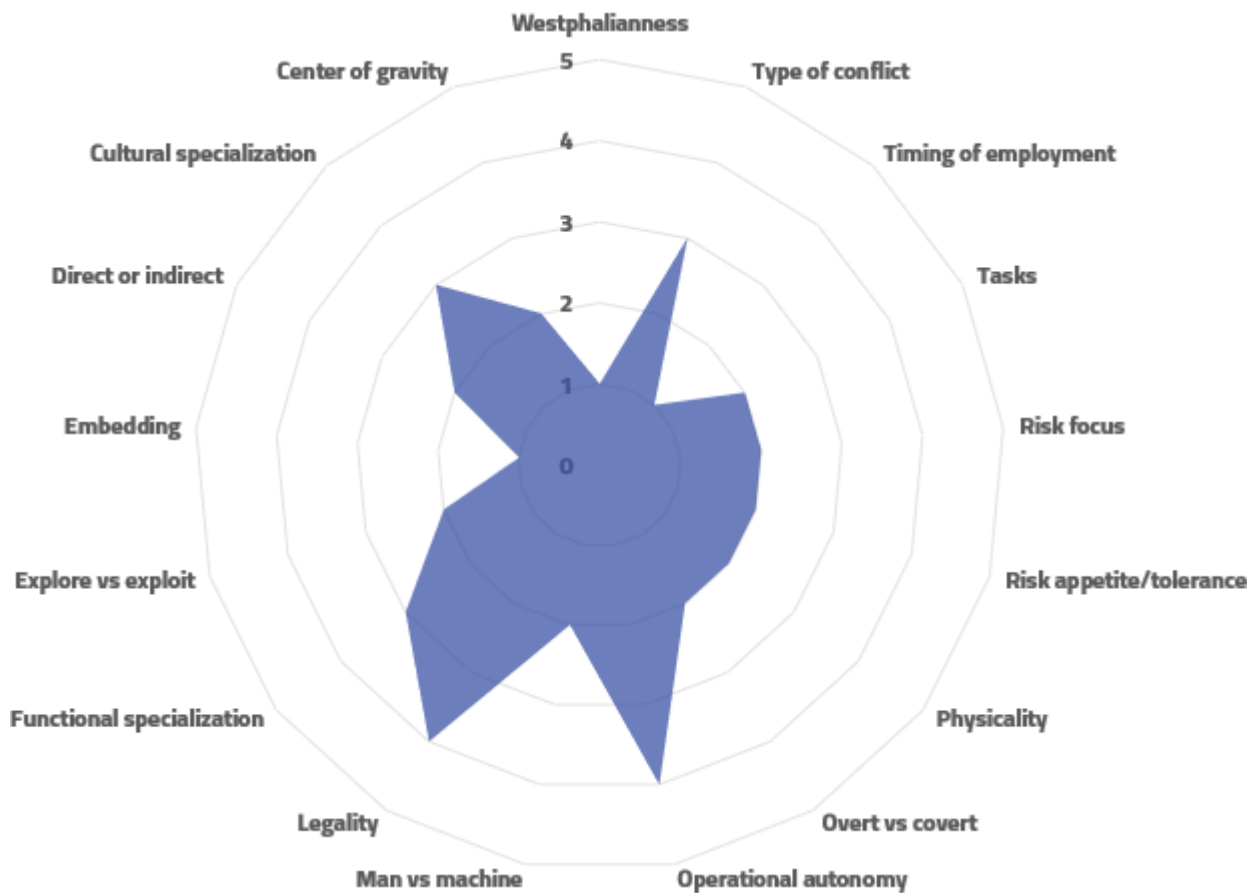 Westphalianness
5
Center of gravity
Type of conflict
4
Cultural specialization
Timing of employment
3
Direct or indirect
Tasks
2
1
Embedding
Risk focus
0
Explore vs exploit
Risk appetite/tolerance
Functional specialization
Physicality
Legality
Overt vs covert
Man vs machine
Operational autonomy